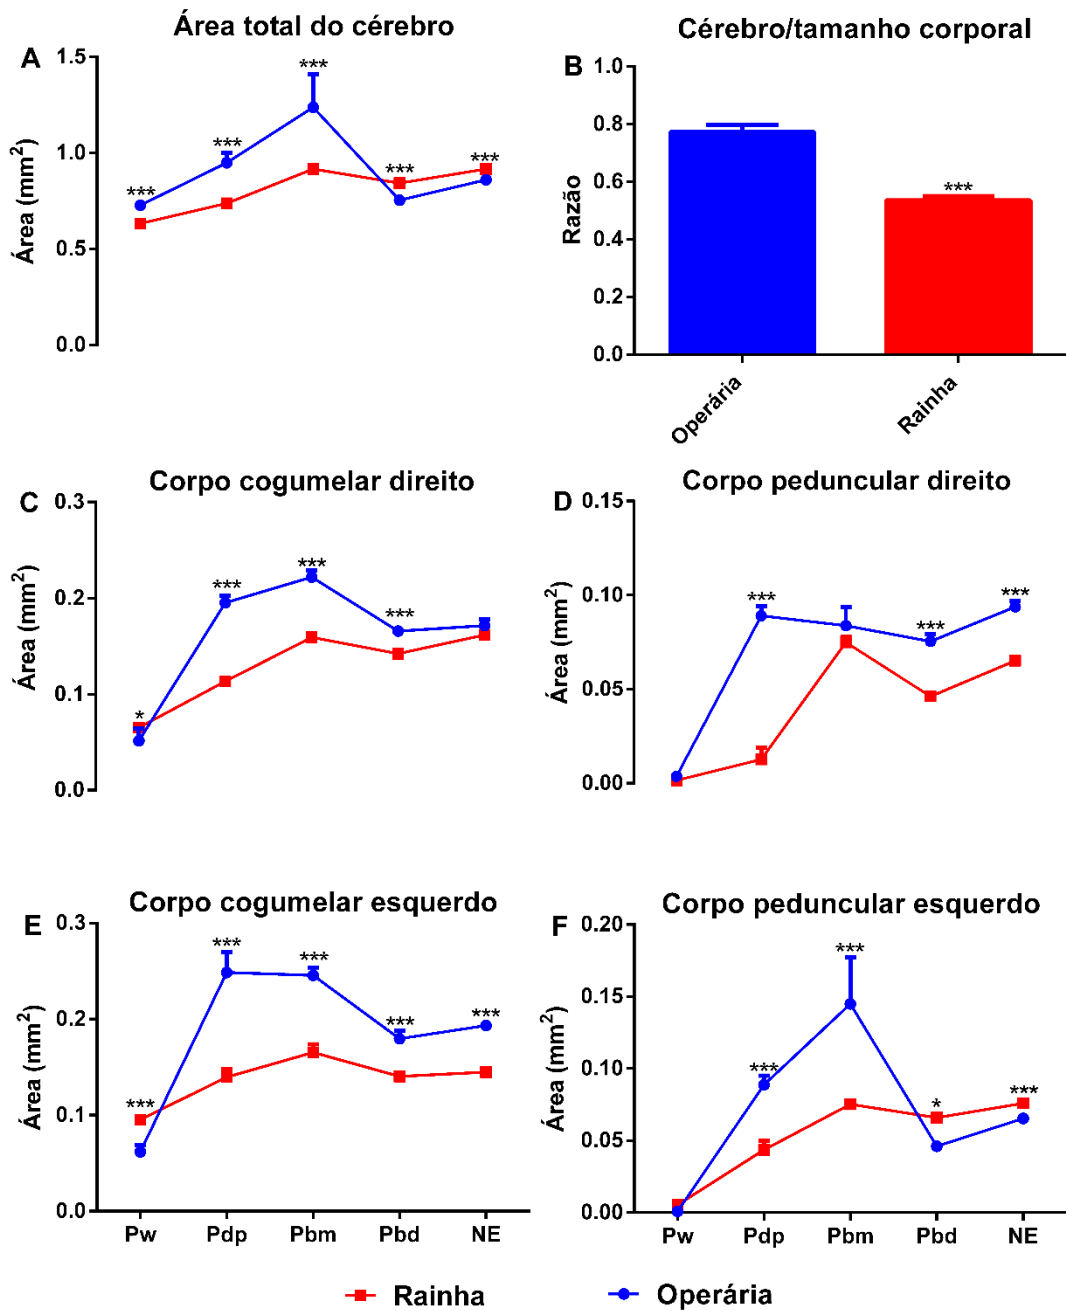 A
Área total do cérebro
1.5
1.0
0.5
0.0
Área (mm2)
***
***
***
***
***
B
Cérebro/tamanho corporal
1.0
0.8
0.6
0.4
0.2
0.0
Razão
***
Operária
Rainha
C
Corpo cogumelar direito
0.3
0.2
0.1
0.0
Área (mm2)
*
***
***
***
D
Corpo peduncular direito
0.15
0.10
0.05
0.00
Área (mm2)
***
***
***
E
Corpo cogumelar esquerdo
0.3
0.2
0.1
0.0
Área (mm2)
***
***
***
***
***
Pw Pdp Pbm Pbd NE
F
Corpo peduncular esquerdo
0.20
0.15
0.10
0.05
0.00
Área (mm2)
***
***
*
***
Pw Pdp Pbm Pbd NE
Rainha
Operária